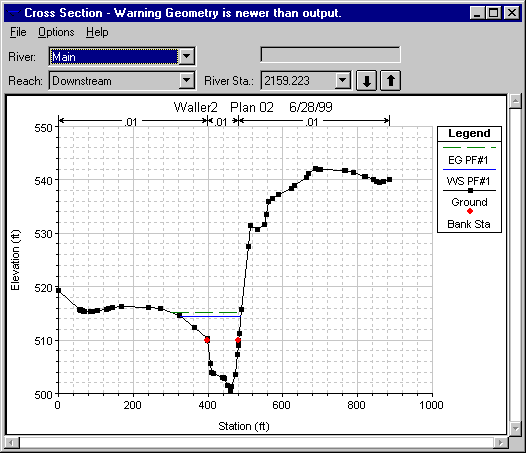 Cross Section - Warning Geometry is newer than output.
File Options Help
River: Main
Reach: Downstream River Sta.: 2159.223
Waller2 Plan 02 6/28/99
.01 .01 .01
Legend
EG PF#1
WS PF#1
Ground
Bank Sta
550
540
530
520
510
500
Elevation (ft)
0 200 400 600 800 1000
Station (ft)